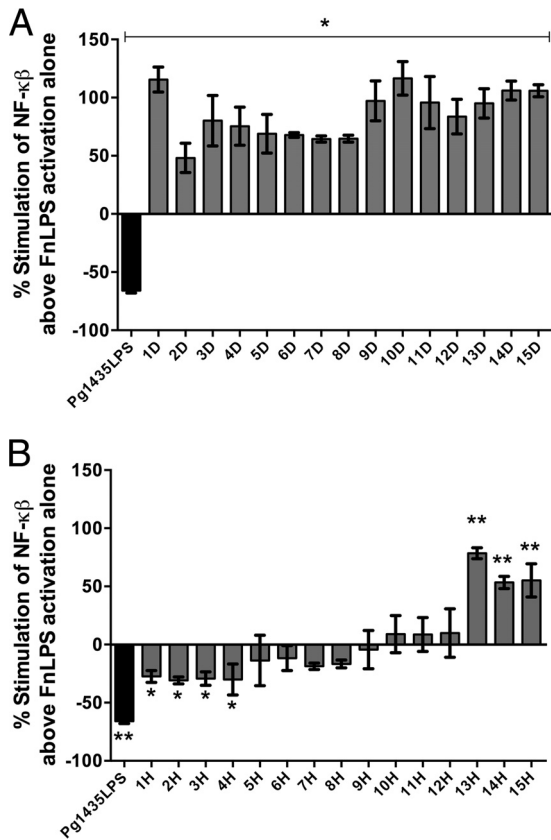 A
*
% Stimulation of NF-κβ
above FnLPS activation alone
150
100
50
0
-50
-100
Pg1435LPS 1D 2D 3D 4D 5D 6D 7D 8D 9D 10D 11D 12D 13D 14D 15D
B
% Stimulation of NF-κβ
above FnLPS activation alone
150
100
50
0
-50
-100
** ** **
** * * * *
Pg1435LPS 1H 2H 3H 4H 5H 6H 7H 8H 9H 10H 11H 12H 13H 14H 15H